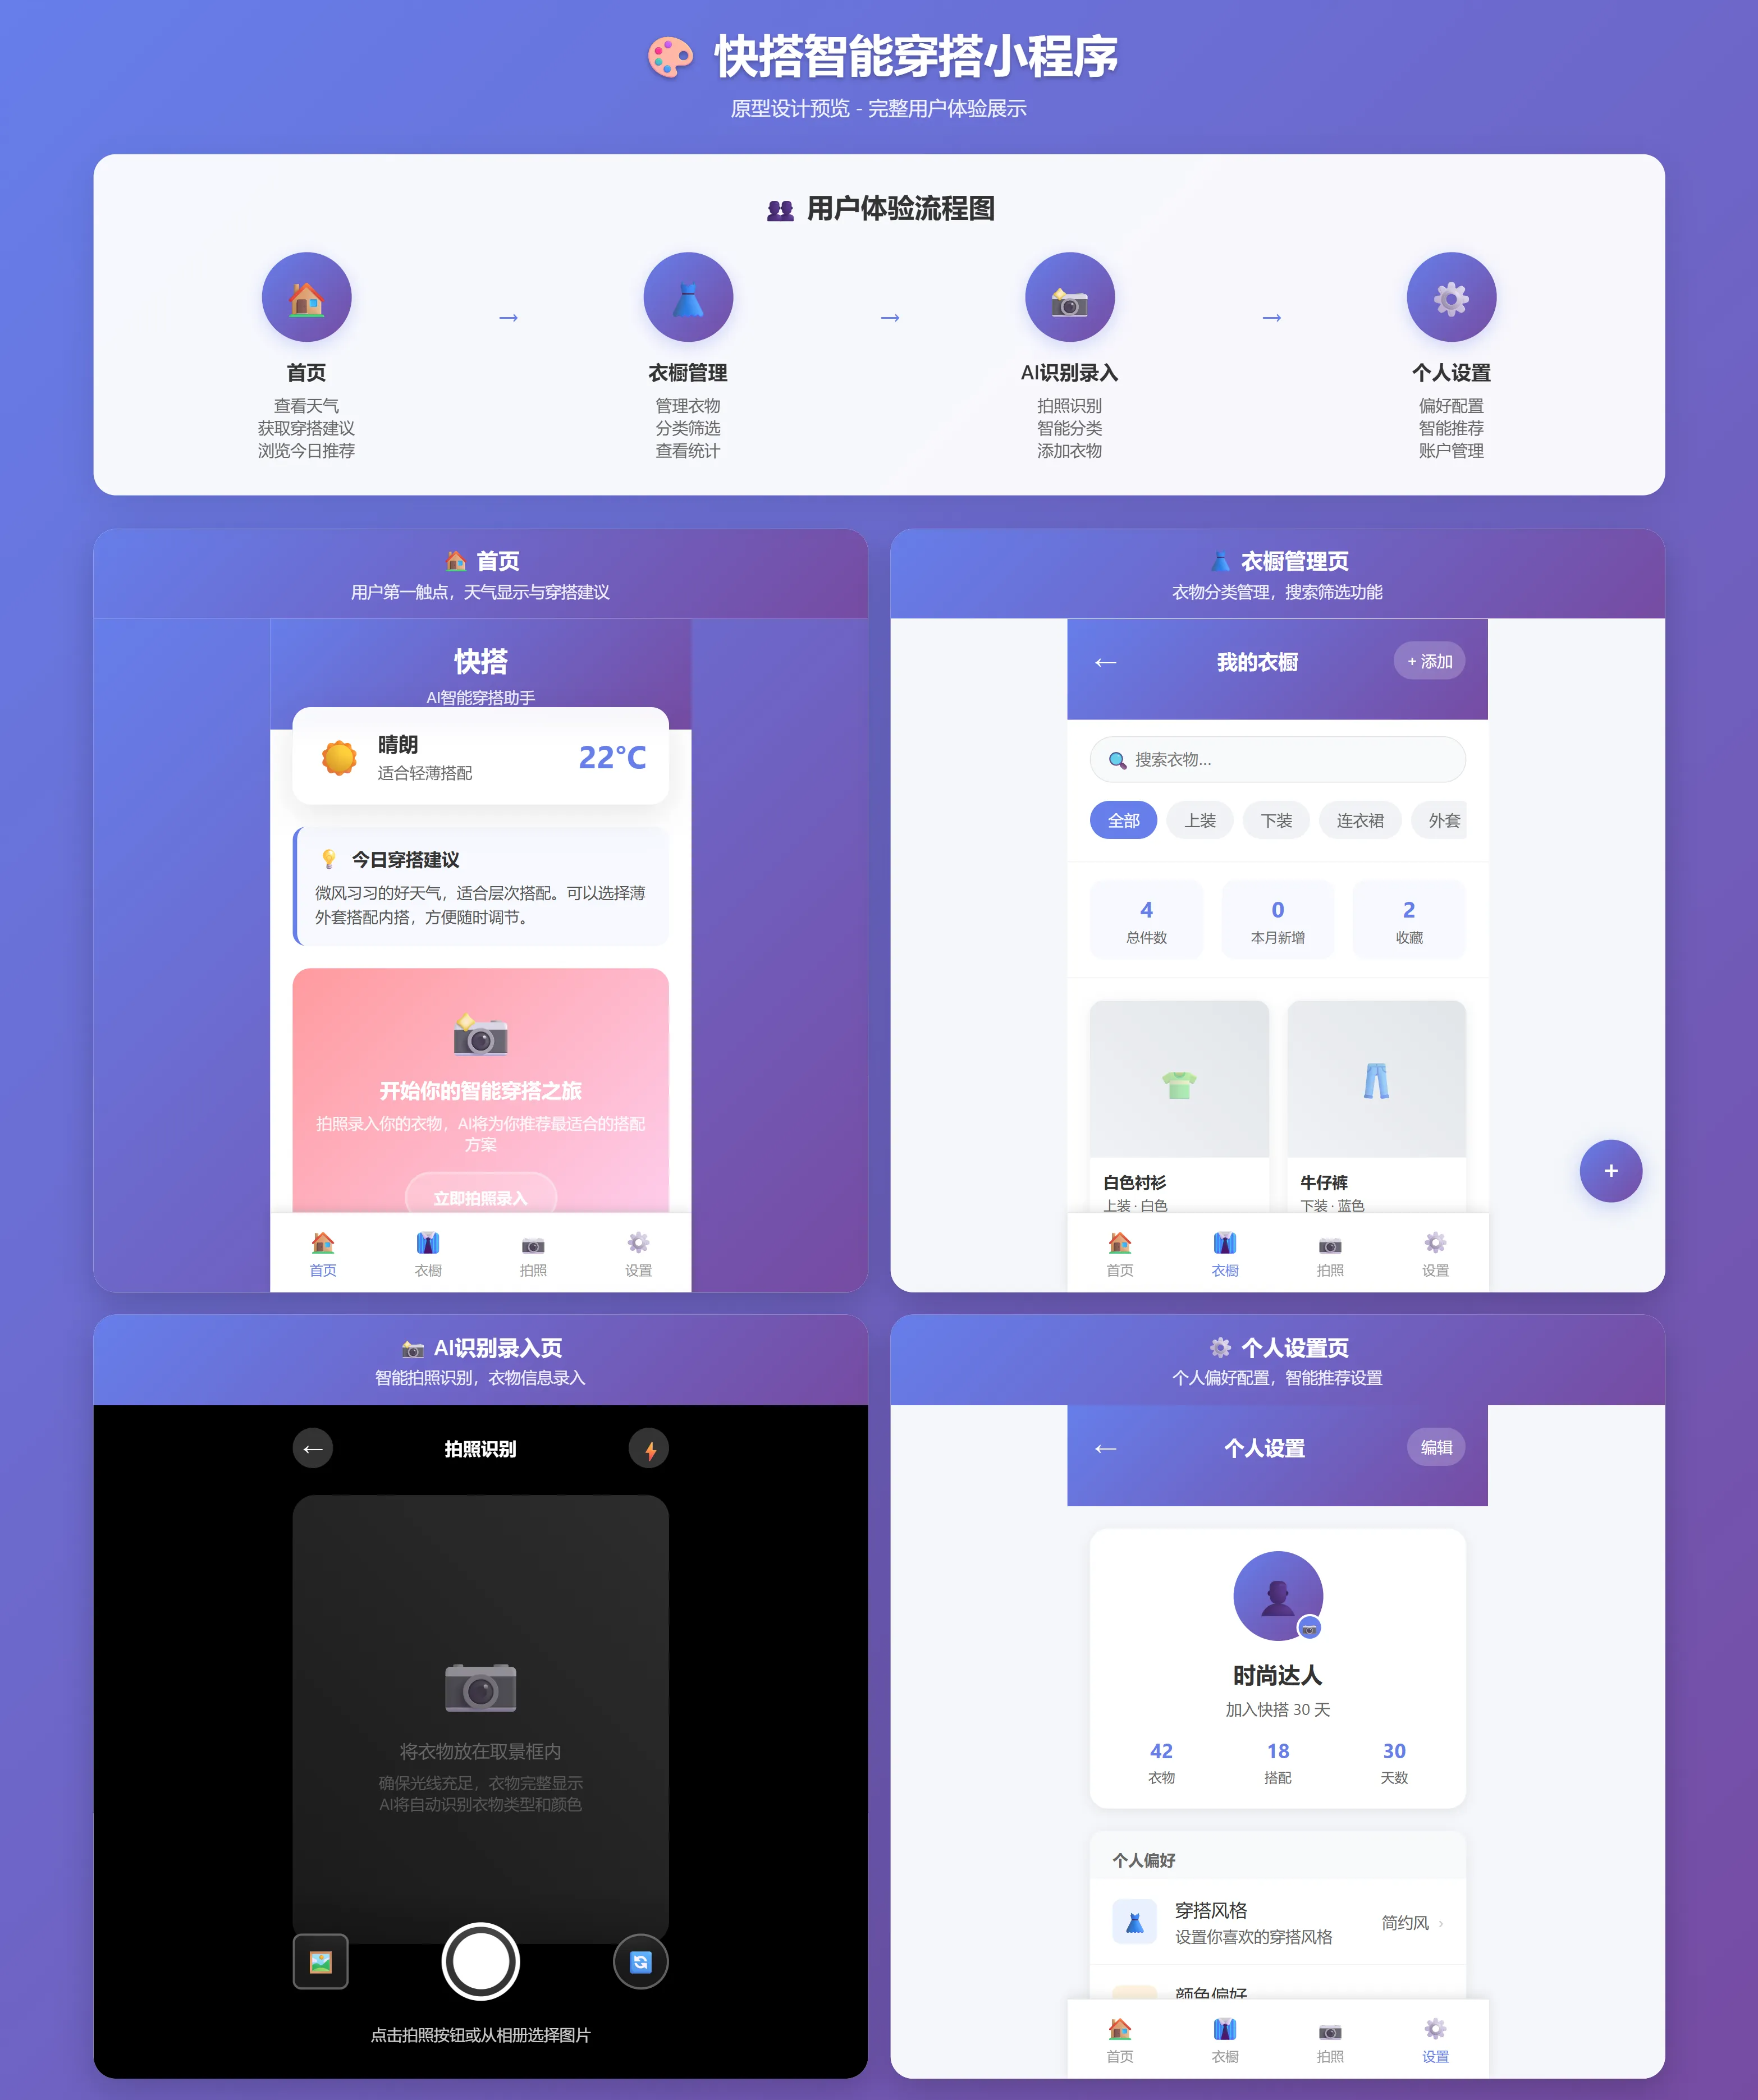 快搭智能穿搭小程序
原型设计预览 - 完整用户体验展示
用户体验流程图
→
→
→
首页
查看天气
获取穿搭建议
浏览今日推荐
衣橱管理
管理衣物
分类筛选
查看统计
AI识别录入
拍照识别
智能分类
添加衣物
个人设置
偏好配置
智能推荐
账户管理
首页
用户第一触点，天气显示与穿搭建议
快搭
AI智能穿搭助手
晴朗
适合轻薄搭配
22°C
今日穿搭建议
微风习习的好天气，适合层次搭配。可以选择薄
外套搭配内搭，方便随时调节。
开始你的智能穿搭之旅
拍照录入你的衣物，AI将为你推荐最适合的搭配
方案
立即拍照录入
首页
衣橱
拍照
设置
衣橱管理页
衣物分类管理，搜索筛选功能
←
我的衣橱
+ 添加
搜索衣物...
全部
上装
下装
连衣裙
外套
4
总件数
0
本月新增
2
收藏
白色衬衫
上装 · 白色
牛仔裤
下装 · 蓝色
+
首页
衣橱
拍照
设置
AI识别录入页
智能拍照识别，衣物信息录入
←
拍照识别
将衣物放在取景框内
确保光线充足，衣物完整显示
AI将自动识别衣物类型和颜色
点击拍照按钮或从相册选择图片
个人设置页
个人偏好配置，智能推荐设置
←
个人设置
编辑
时尚达人
加入快搭 30 天
42
衣物
18
搭配
30
天数
个人偏好
穿搭风格
设置你喜欢的穿搭风格
简约风 ›
颜色偏好
首页
衣橱
拍照
设置